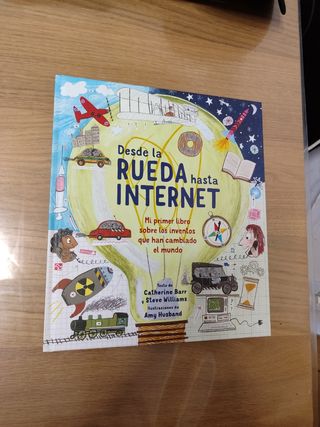 Desde la
RUEDA hasta
INTERNET
Mi primer libro
sobre los inventos
que han cambiado
el mundo
Texto de
Catherine Barr
y Steve Williams
Ilustraciones de
Amy Husband